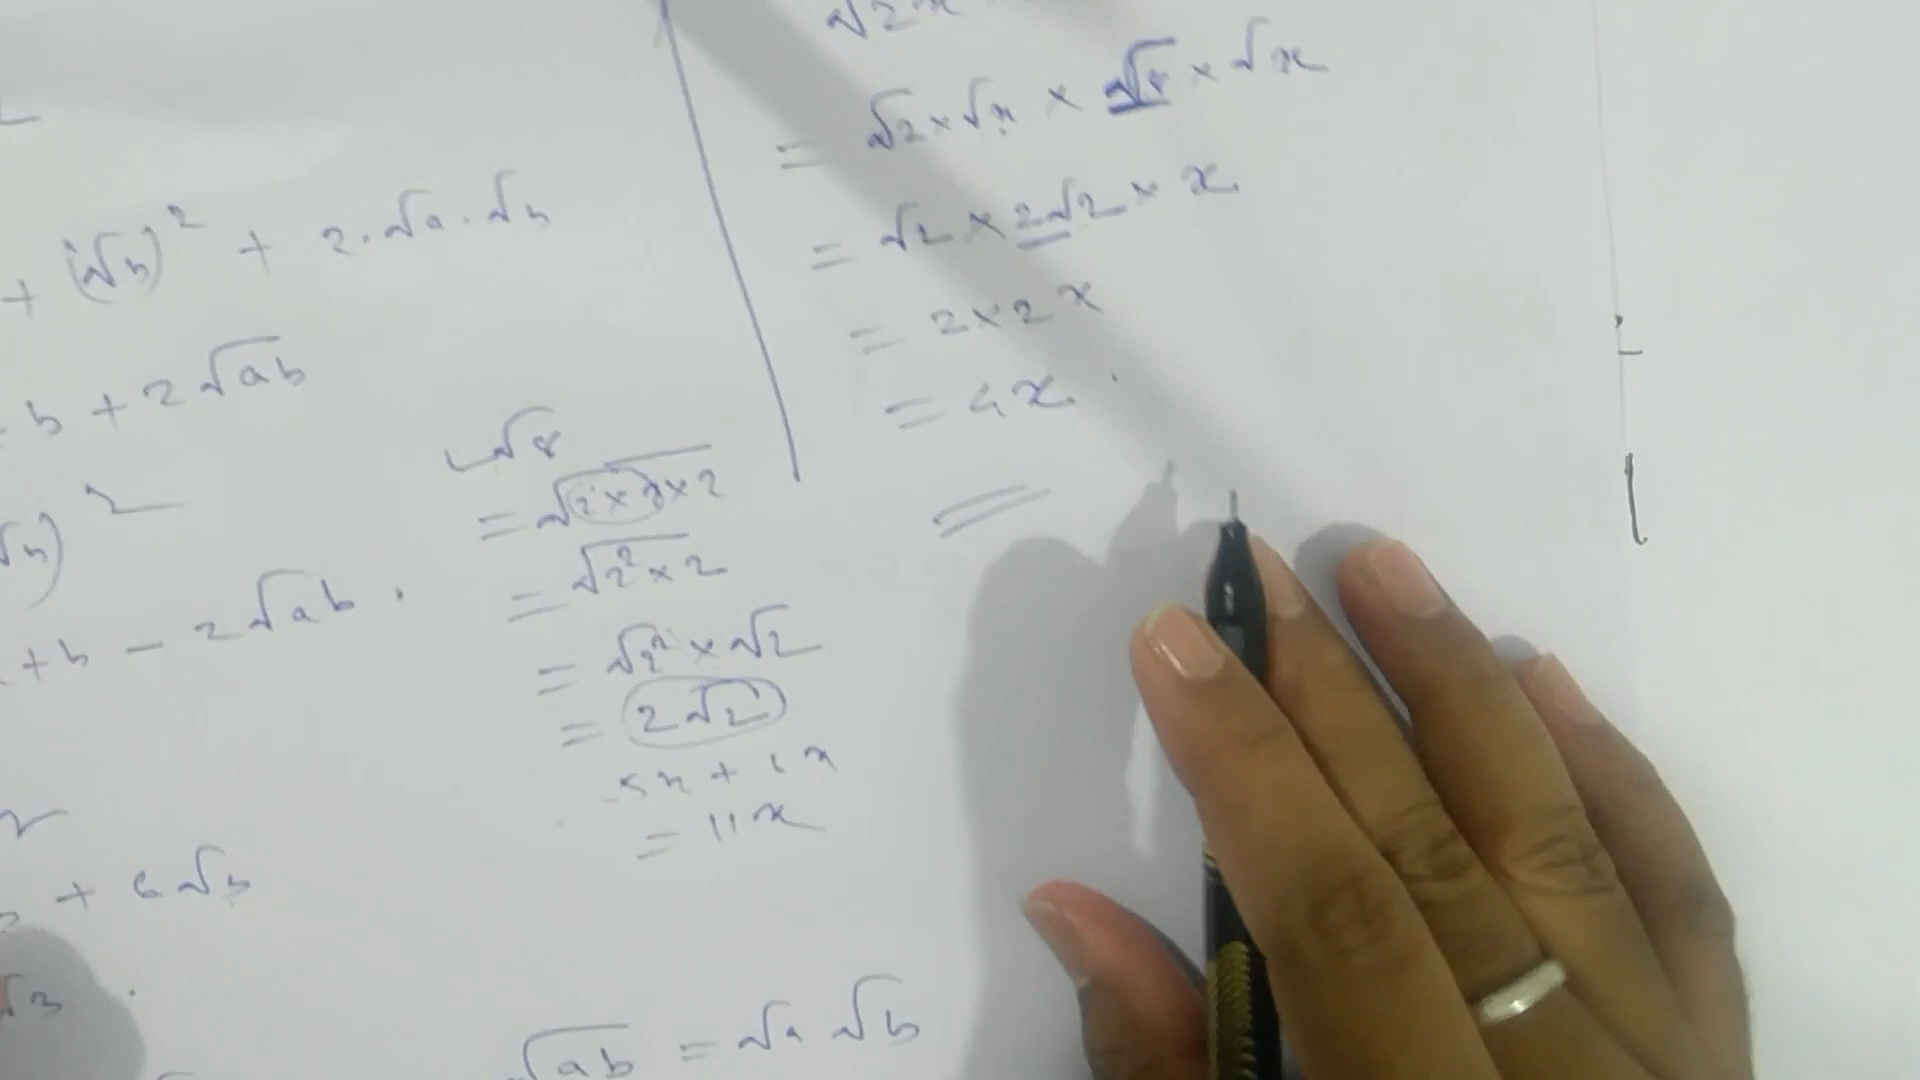 + (√b)² + 2.√a.√b
b + 2√ab
√b)²
+b - 2√ab.
+ 6√b
√3
√8
= √2×2×2
= √2²×2
= √2² × √2
= 2√2
5x + 6x
= 11x
√ab = √a √b
√2x
= √2 × √x × √8 × √x
= √2 × 2√2 × x
= 2×2x
= 4x.